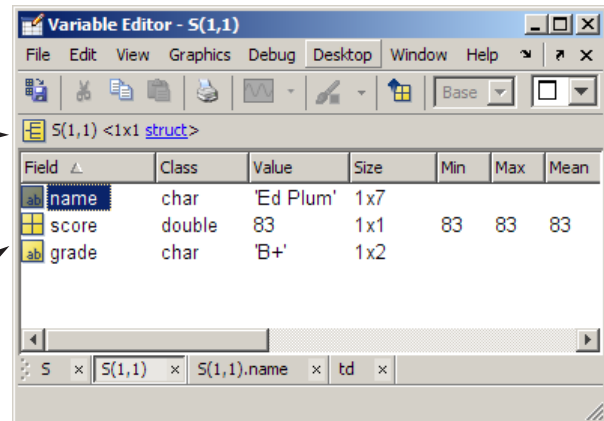 Variable Editor - S(1,1)
File Edit View Graphics Debug Desktop Window Help
Base
S(1,1) <1x1 struct>
Field Class Value Size Min Max Mean
ab name char 'Ed Plum' 1x7
score double 83 1x1 83 83 83
ab grade char 'B+' 1x2
S × S(1,1) × S(1,1).name × td ×